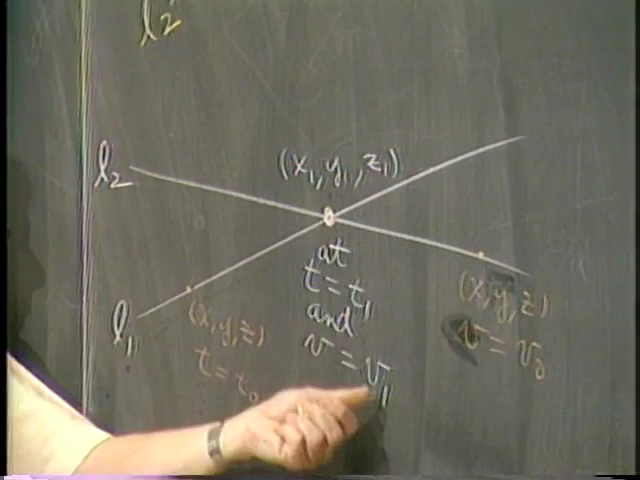 l₂
l₂
(x₁, y₁, z₁)
at
t = t₁
and
v = v₁
l₁
(x, y, z)
t = t₀
(x, y, z)
v = v₀